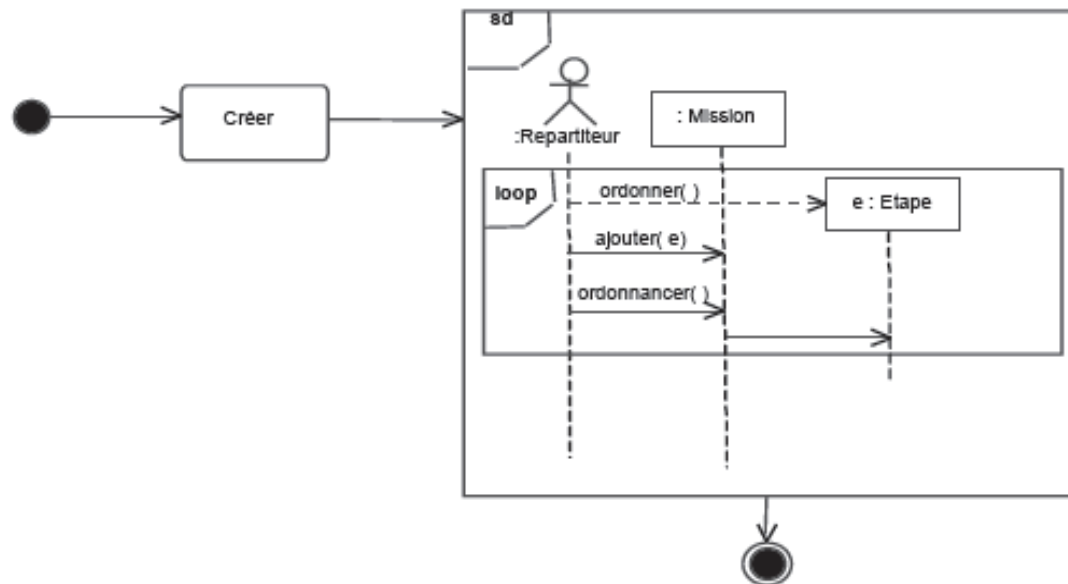 sd
Créer
: Mission
:Repartiteur
loop
ordonner( )
e : Etape
ajouter( e)
ordonnancer( )